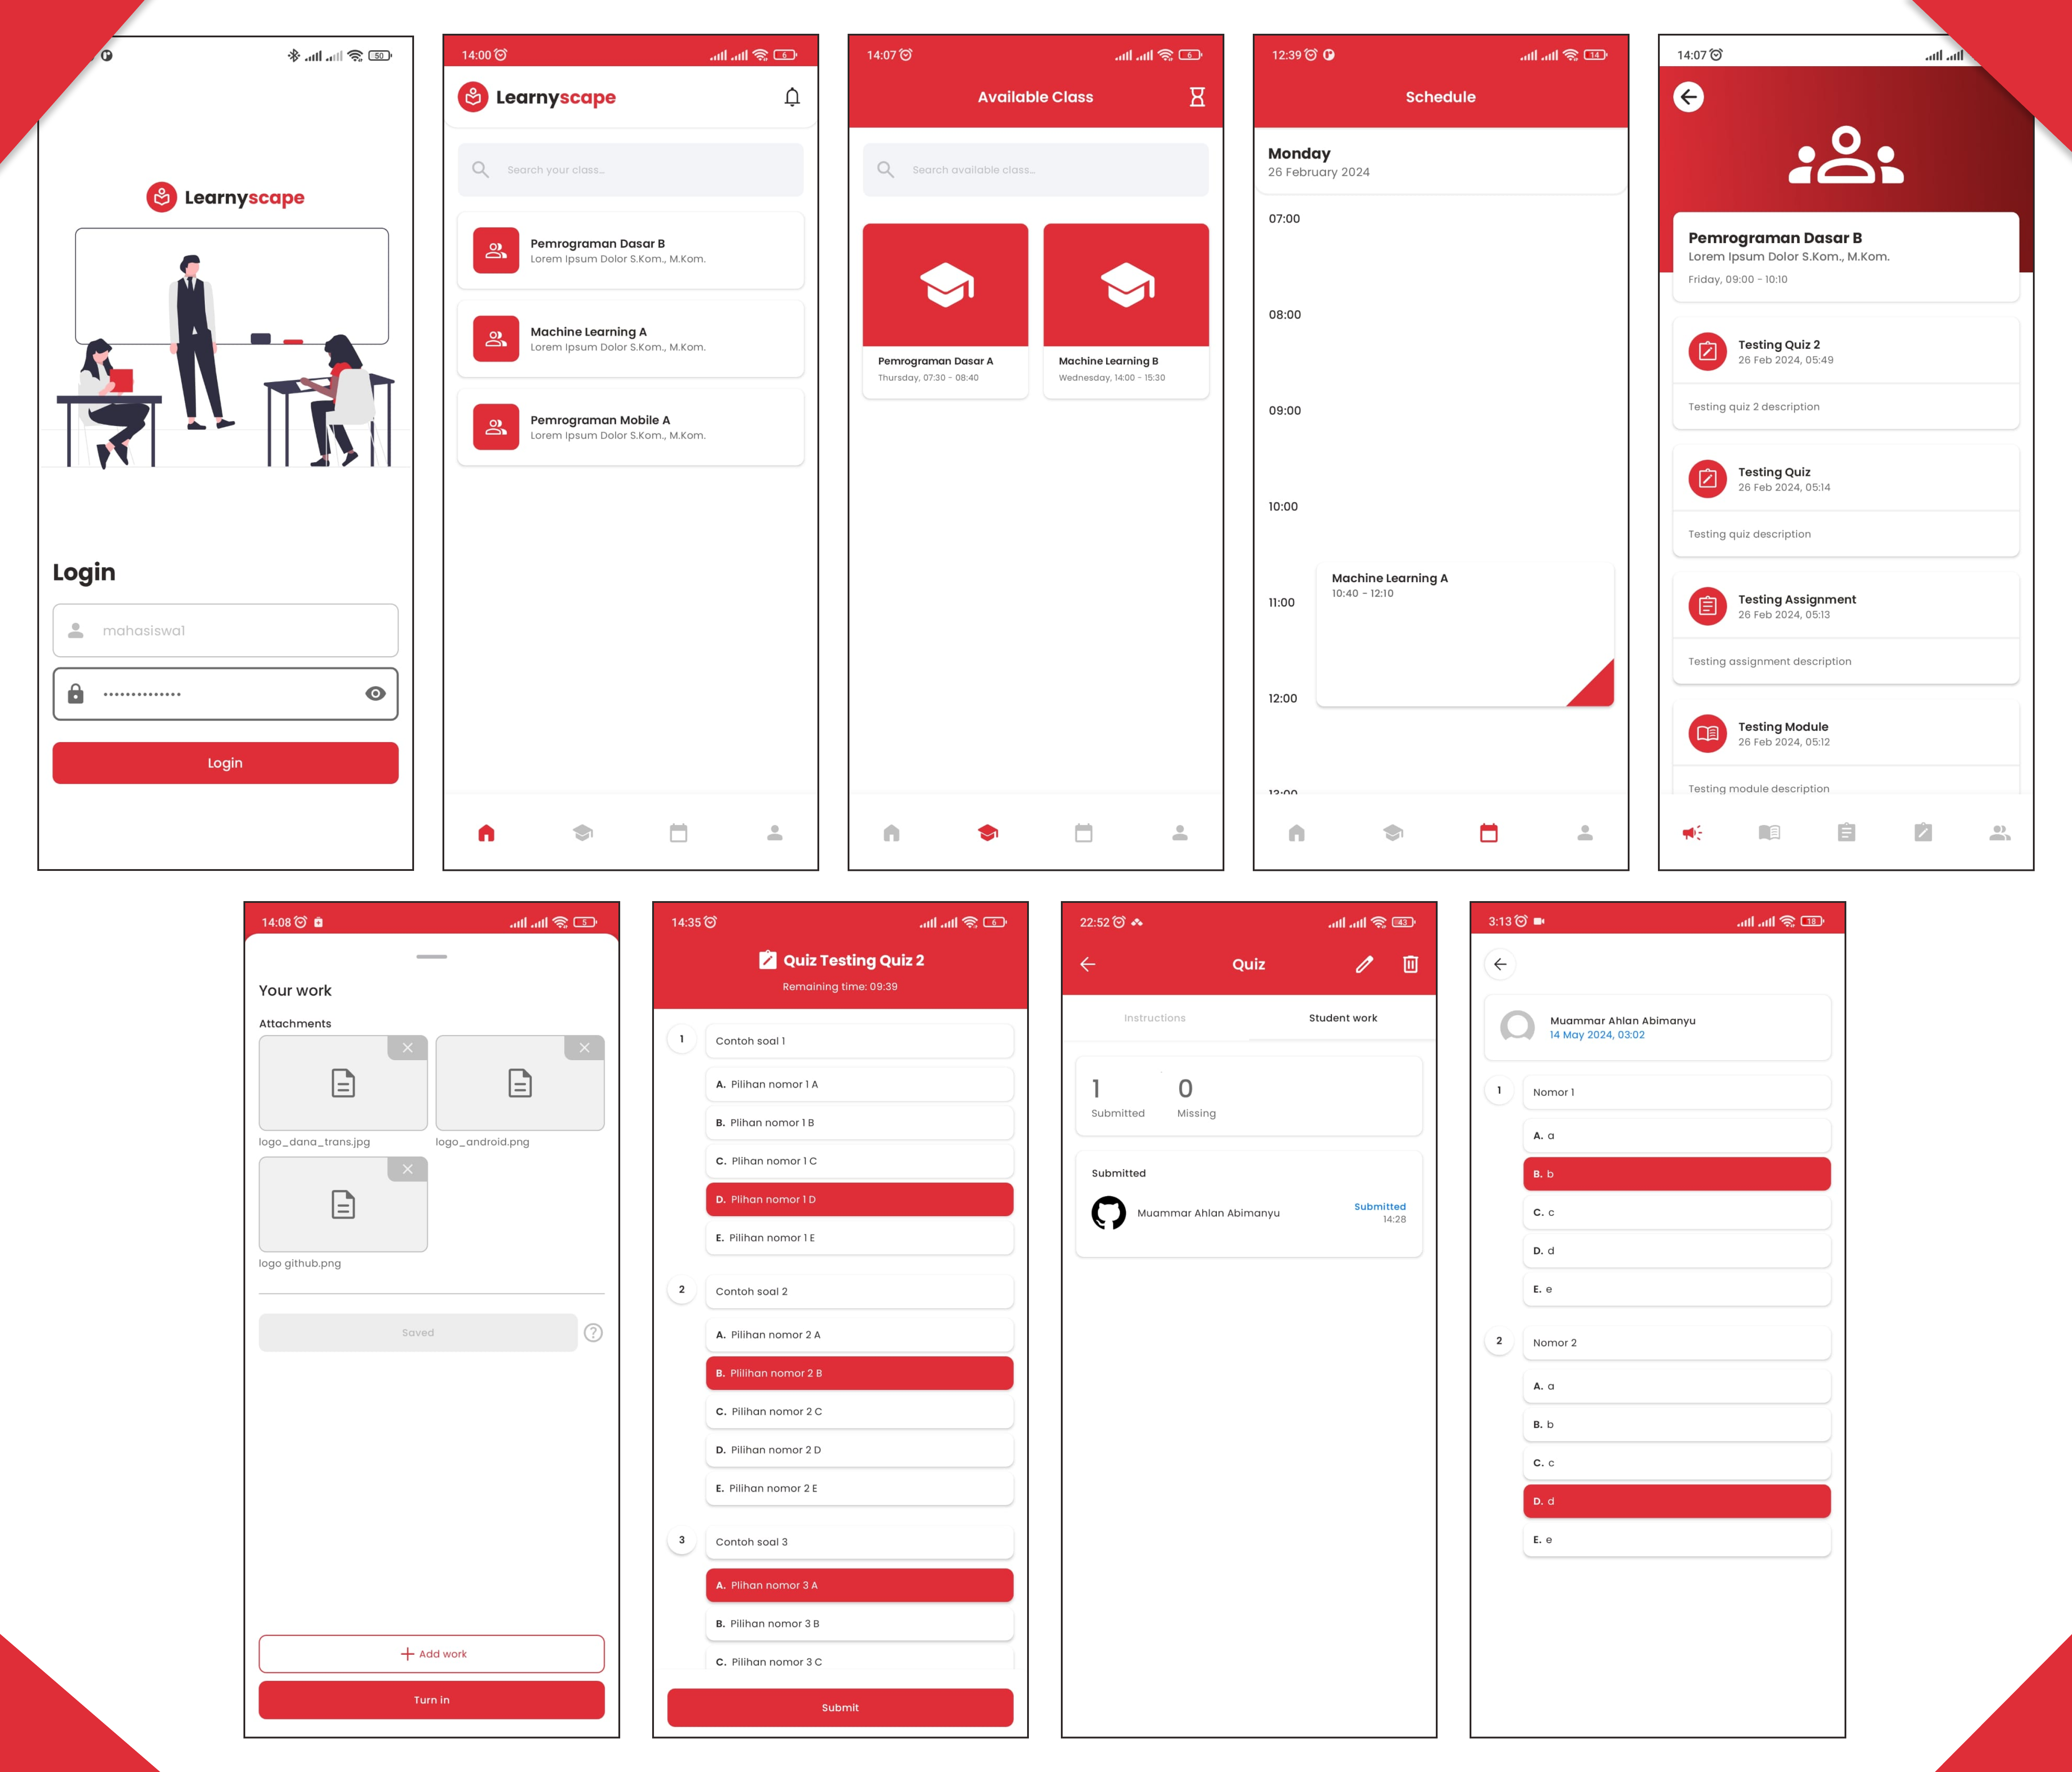 50
Learnyscape
Login
mahasiswa1
••••••••••••••
Login
14:00
6
Learnyscape
Search your class...
Pemrograman Dasar B
Lorem Ipsum Dolor S.Kom., M.Kom.
Machine Learning A
Lorem Ipsum Dolor S.Kom., M.Kom.
Pemrograman Mobile A
Lorem Ipsum Dolor S.Kom., M.Kom.
14:07
6
Available Class
Search available class...
Pemrograman Dasar A
Thursday, 07:30 - 08:40
Machine Learning B
Wednesday, 14:00 - 15:30
12:39
14
Schedule
Monday
26 February 2024
07:00
08:00
09:00
10:00
Machine Learning A
10:40 - 12:10
11:00
12:00
13:00
14:07
Pemrograman Dasar B
Lorem Ipsum Dolor S.Kom., M.Kom.
Friday, 09:00 - 10:10
Testing Quiz 2
26 Feb 2024, 05:49
Testing quiz 2 description
Testing Quiz
26 Feb 2024, 05:14
Testing quiz description
Testing Assignment
26 Feb 2024, 05:13
Testing assignment description
Testing Module
26 Feb 2024, 05:12
Testing module description
14:08
5
Your work
Attachments
logo_dana_trans.jpg
logo_android.png
logo github.png
Saved
?
Add work
Turn in
14:35
6
Quiz Testing Quiz 2
Remaining time: 09:39
1
Contoh soal 1
A. Pilihan nomor 1 A
B. Plihan nomor 1 B
C. Plihan nomor 1 C
D. Plihan nomor 1 D
E. Pilihan nomor 1 E
2
Contoh soal 2
A. Pilihan nomor 2 A
B. Plilihan nomor 2 B
C. Pilihan nomor 2 C
D. Pilihan nomor 2 D
E. Pilihan nomor 2 E
3
Contoh soal 3
A. Plihan nomor 3 A
B. Pilihan nomor 3 B
C. Pilihan nomor 3 C
Submit
22:52
43
Quiz
Instructions
Student work
1
Submitted
0
Missing
Submitted
Muammar Ahlan Abimanyu
Submitted
14:28
3:13
18
Muammar Ahlan Abimanyu
14 May 2024, 03:02
1
Nomor 1
A. a
B. b
C. c
D. d
E. e
2
Nomor 2
A. a
B. b
C. c
D. d
E. e